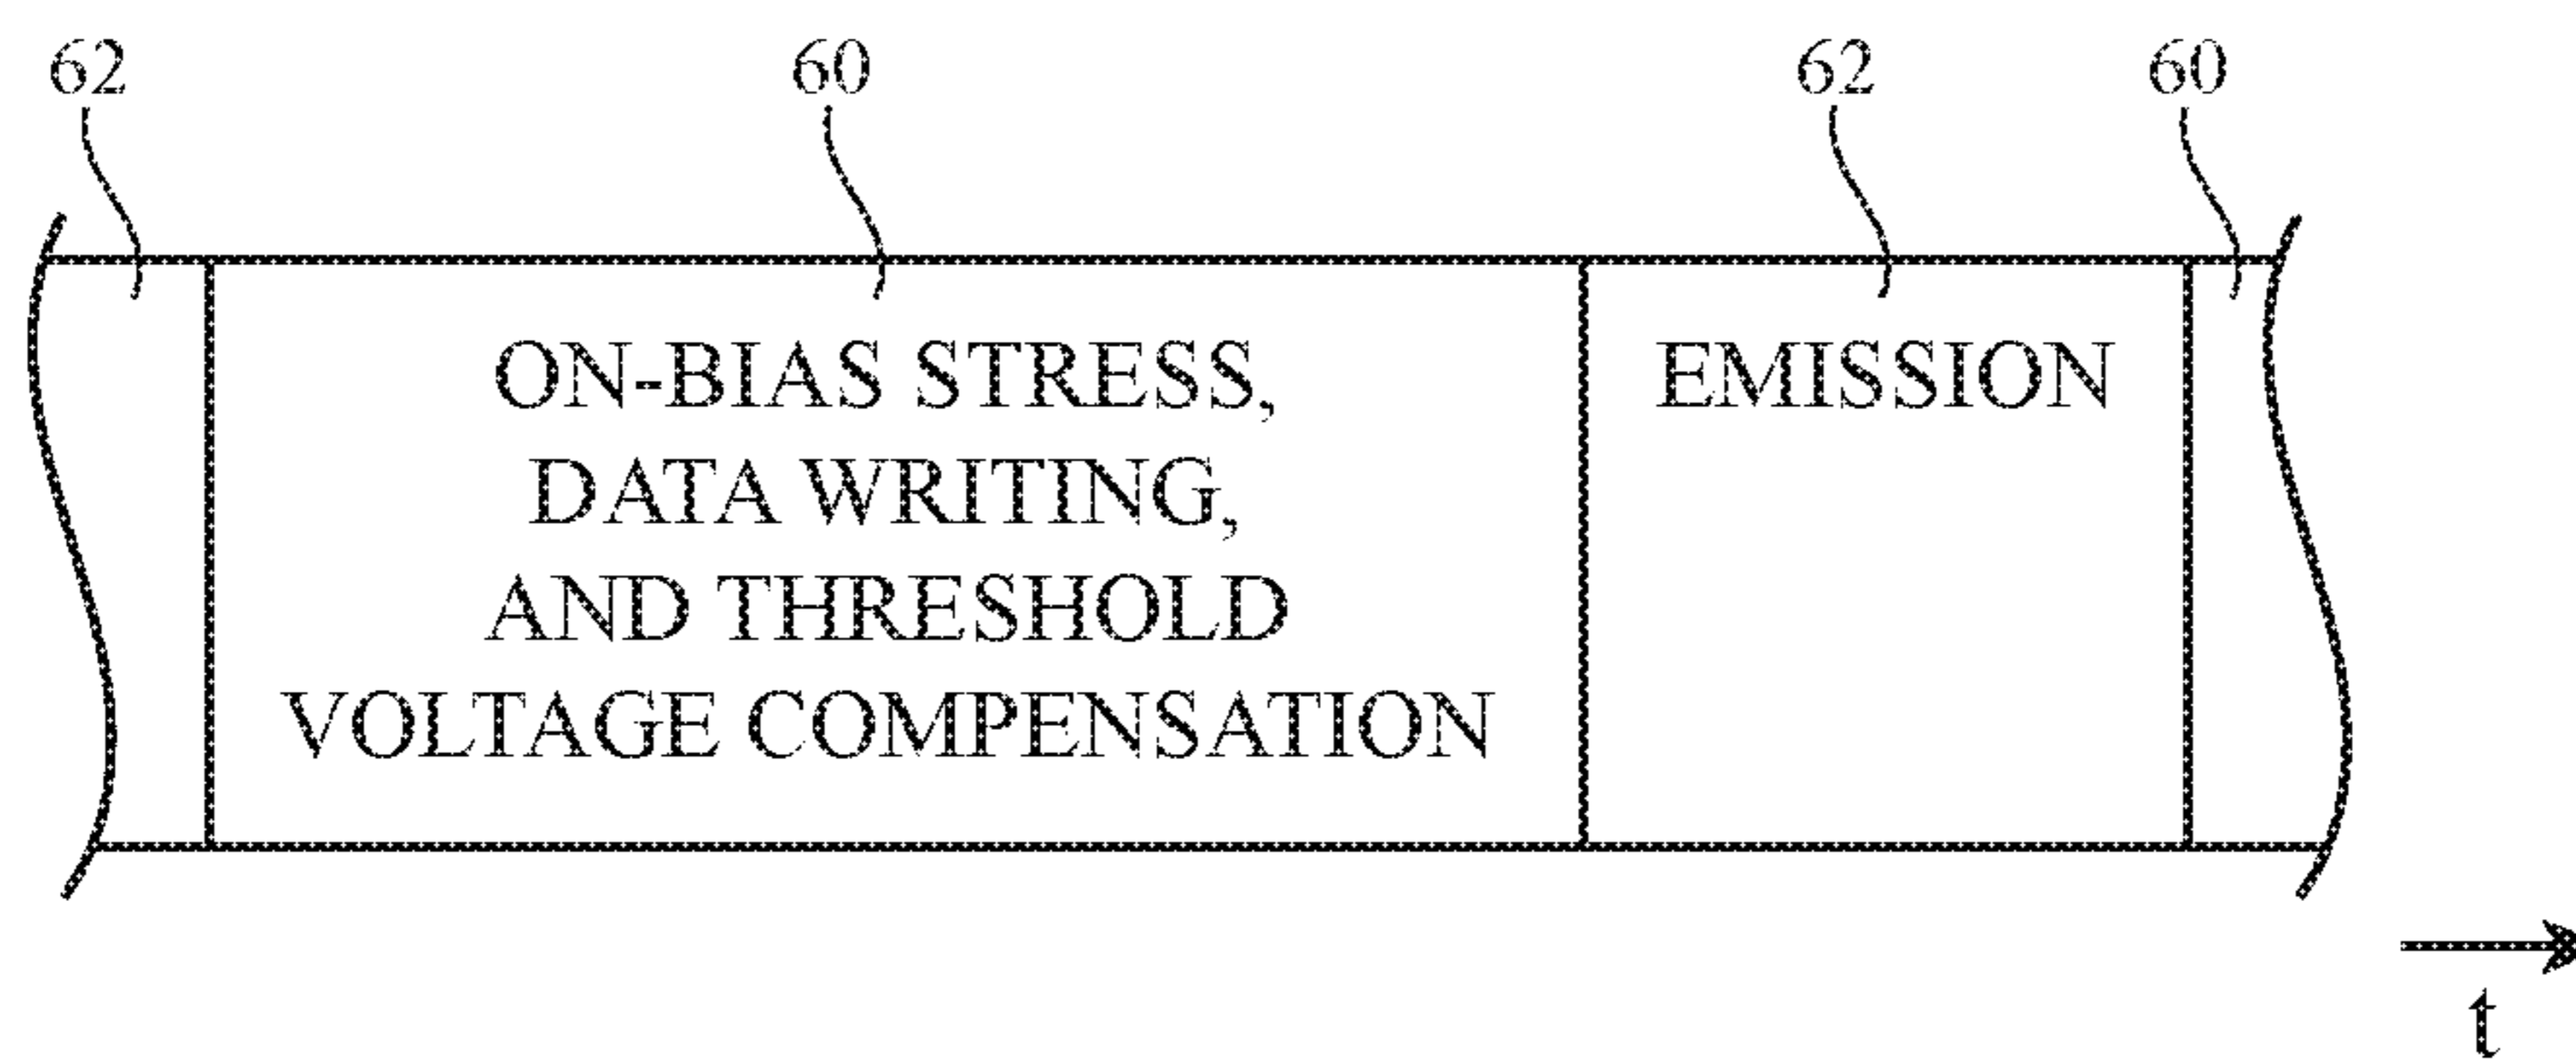 62 60 62 60
ON-BIAS STRESS, EMISSION
DATA WRITING,
AND THRESHOLD
VOLTAGE COMPENSATION
t